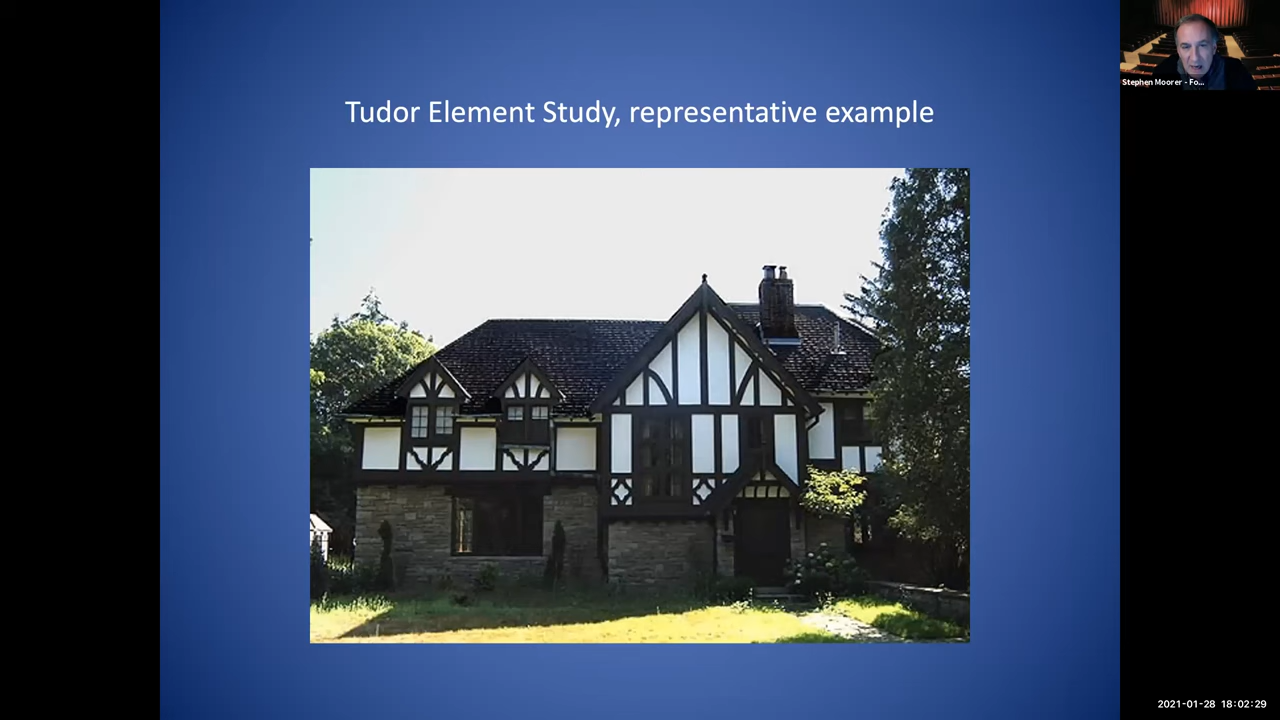 Tudor Element Study, representative example
Stephen Moorer - Fo...
2021-01-28 18:02:29